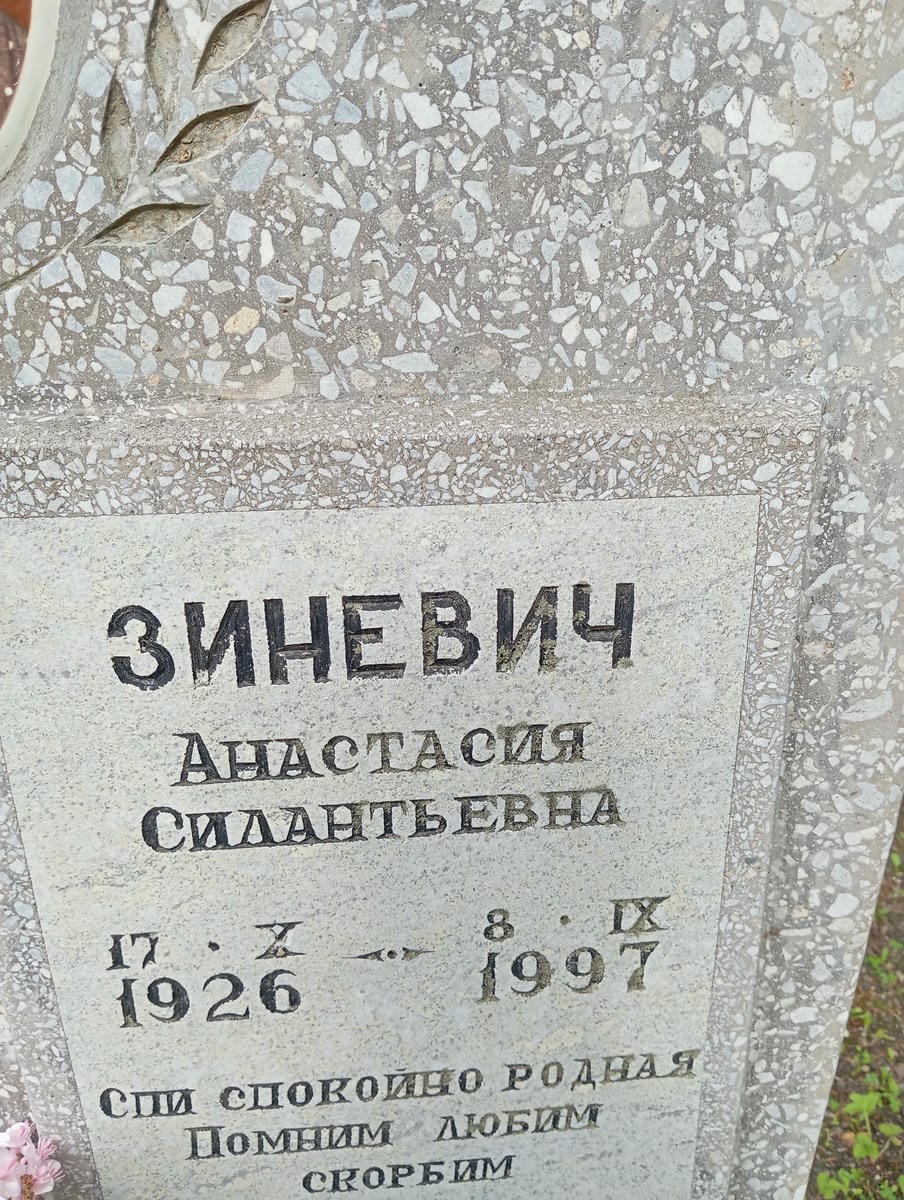 ЗИНЕВИЧ
АНАСТАСИЯ
СИЛАНТЬЕВНА
17 · X 8 · IX
1926 1997
СПИ СПОКОЙНО РОДНАЯ
ПОМНИМ ЛЮБИМ
СКОРБИМ